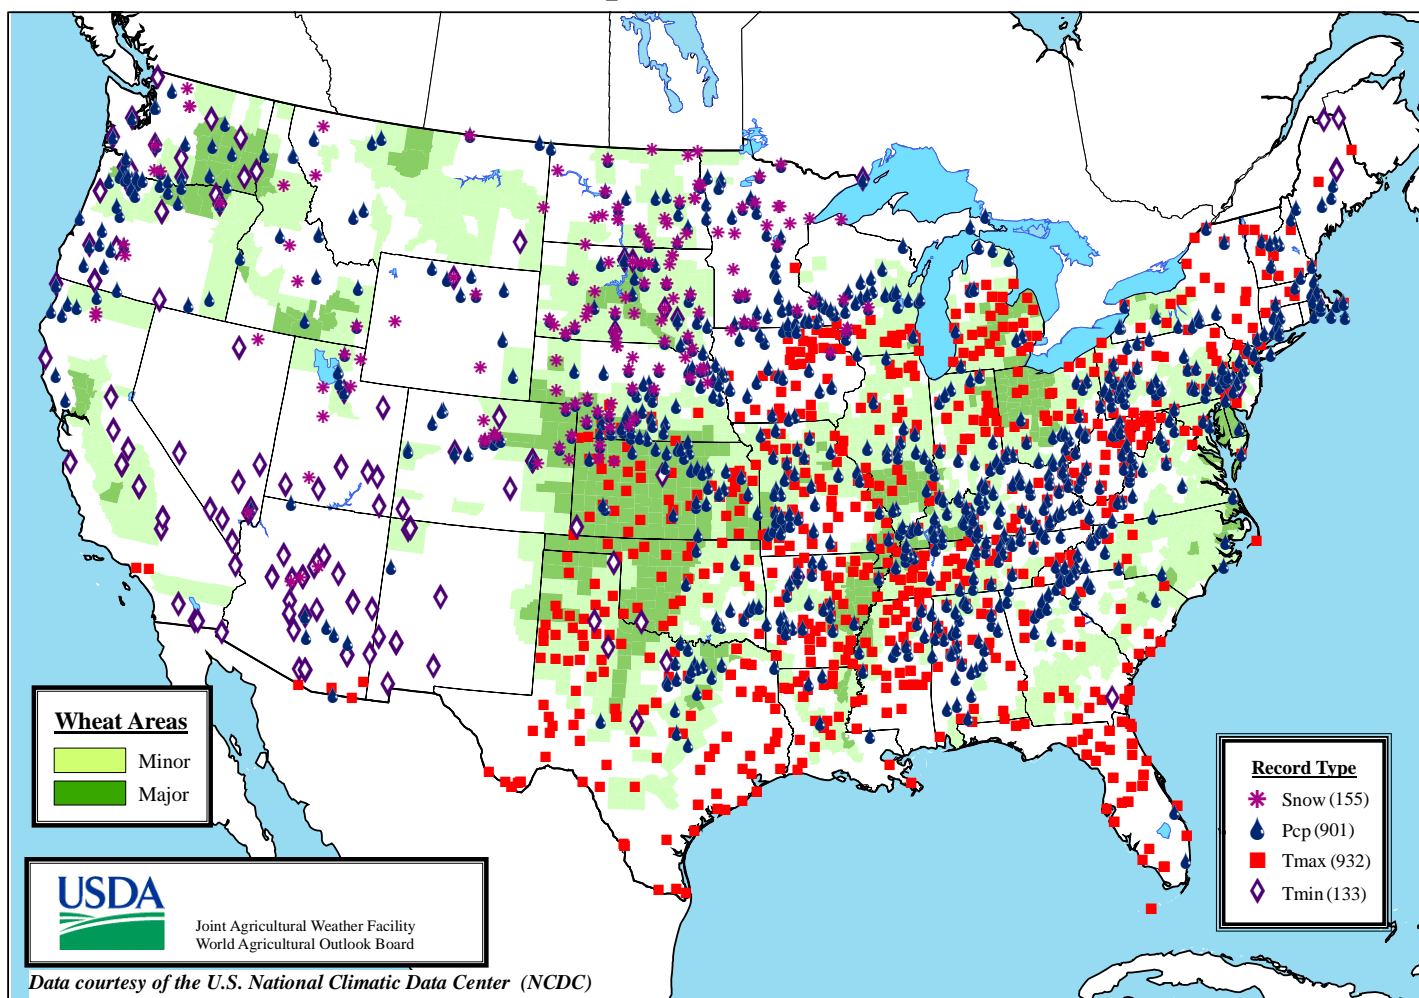 Wheat Areas
Minor
Major
Record Type
Snow (155)
Pcp (901)
Tmax (932)
Tmin (133)
USDA
Joint Agricultural Weather Facility
World Agricultural Outlook Board
Data courtesy of the U.S. National Climatic Data Center (NCDC)